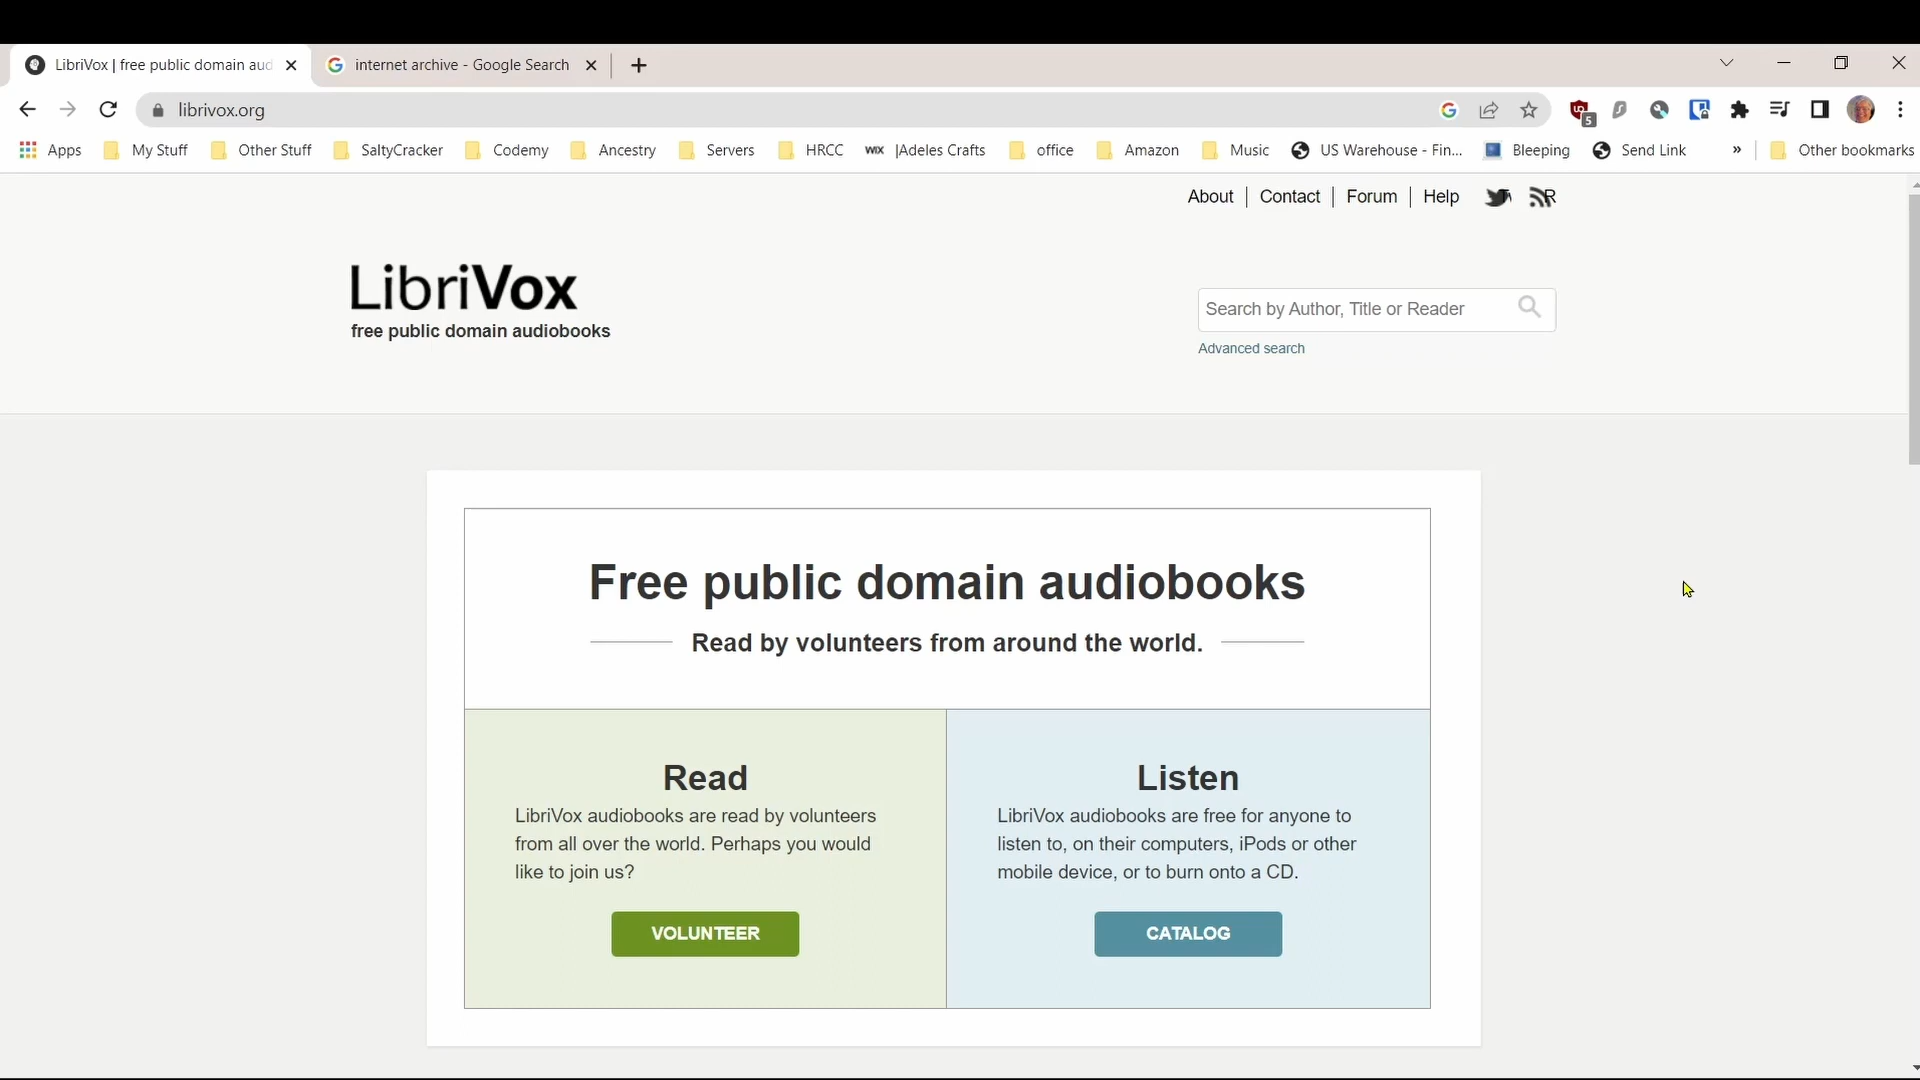 LibriVox | free public domain aud
internet archive - Google Search
librivox.org
5
Apps
My Stuff
Other Stuff
SaltyCracker
Codemy
Ancestry
Servers
HRCC
WIX |Adeles Crafts
office
Amazon
Music
US Warehouse - Fin...
Bleeping
Send Link
»
Other bookmarks
About | Contact | Forum | Help
R
LibriVox
free public domain audiobooks
Search by Author, Title or Reader
Advanced search
Free public domain audiobooks
Read by volunteers from around the world.
Read
LibriVox audiobooks are read by volunteers
from all over the world. Perhaps you would
like to join us?
VOLUNTEER
Listen
LibriVox audiobooks are free for anyone to
listen to, on their computers, iPods or other
mobile device, or to burn onto a CD.
CATALOG